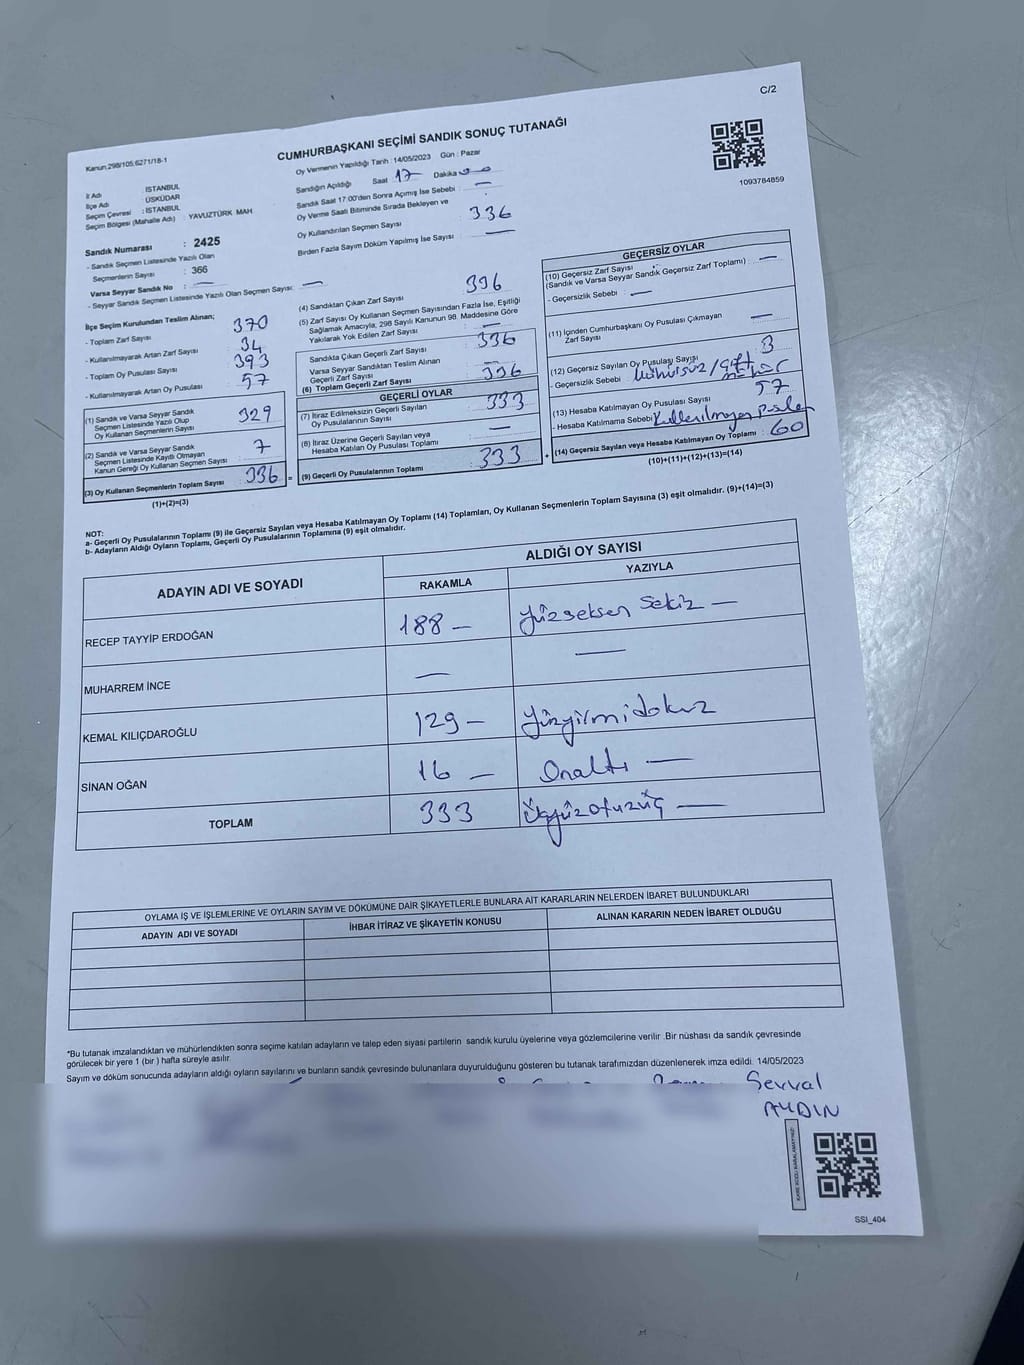 C/2
Kanun,298/105,6271/18-1
CUMHURBAŞKANI SEÇİMİ SANDIK SONUÇ TUTANAĞI
1093784859
İl Adı : İSTANBUL
İlçe Adı : ÜSKÜDAR
Seçim Çevresi : İSTANBUL
Seçim Bölgesi (Mahalle Adı) : YAVUZTÜRK MAH
Sandık Numarası : 2425
- Sandık Seçmen Listesinde Yazılı Olan
Seçmenlerin Sayısı : 366
Varsa Seyyar Sandık No : —
- Seyyar Sandık Seçmen Listesinde Yazılı Olan Seçmen Sayısı: —
Oy Vermenin Yapıldığı Tarih : 14/05/2023 Gün : Pazar
Sandığın Açıldığı Saat 17 Dakika 00
Sandık Saat 17:00'den Sonra Açımış İse Sebebi : —
Oy Verme Saati Bitiminde Sırada Bekleyen ve
Oy Kullandırılan Seçmen Sayısı : 336
Birden Fazla Sayım Döküm Yapılmış İse Sayısı : —
İlçe Seçim Kurulundan Teslim Alınan;
- Toplam Zarf Sayısı : 370
- Kullanılmayarak Artan Zarf Sayısı : 34
- Toplam Oy Pusulası Sayısı : 393
- Kullanılmayarak Artan Oy Pusulası : 57
(1) Sandık ve Varsa Seyyar Sandık
Seçmen Listesinde Yazılı Olup
Oy Kullanan Seçmenlerin Sayısı : 329
(2) Sandık ve Varsa Seyyar Sandık
Seçmen Listesinde Kayıtlı Olmayan
Kanun Gereği Oy Kullanan Seçmen Sayısı : 7
(3) Oy Kullanan Seçmenlerin Toplam Sayısı : 336
(1)+(2)=(3)
(4) Sandıktan Çıkan Zarf Sayısı : 336
(5) Zarf Sayısı Oy Kullanan Seçmen Sayısından Fazla İse, Eşitliği
Sağlamak Amacıyla, 298 Sayılı Kanunun 98. Maddesine Göre
Yakılarak Yok Edilen Zarf Sayısı : —
Sandıkta Çıkan Geçerli Zarf Sayısı : 336
Varsa Seyyar Sandıktan Teslim Alınan
Geçerli Zarf Sayısı : —
(6) Toplam Geçerli Zarf Sayısı : 336
GEÇERLİ OYLAR
(7) İtiraz Edilmeksizin Geçerli Sayılan
Oy Pusulasının Sayısı : 333
(8) İtiraz Üzerine Geçerli Sayılan veya
Hesaba Katılan Oy Pusulası Toplamı : —
(9) Geçerli Oy Pusulalarının Toplamı : 333
GEÇERSİZ OYLAR
(10) Geçersiz Zarf Sayısı
(Sandık ve Varsa Seyyar Sandık Geçersiz Zarf Toplamı) : —
- Geçersizlik Sebebi : —
(11) İçinden Cumhurbaşkanı Oy Pusulası Çıkmayan
Zarf Sayısı : —
(12) Geçersiz Sayılan Oy Pusulası Sayısı : 3
- Geçersizlik Sebebi : Mühürsüz / Çift mühür
(13) Hesaba Katılmayan Oy Pusulası Sayısı : 57
- Hesaba Katılmama Sebebi : Kullanılmayan pusula
(14) Geçersiz Sayılan veya Hesaba Katılmayan Oy Toplamı : 60
(10)+(11)+(12)+(13)=(14)
NOT:
a- Geçerli Oy Pusulalarının Toplamı (9) ile Geçersiz Sayılan veya Hesaba Katılmayan Oy Toplamı (14) Toplamları, Oy Kullanan Seçmenlerin Toplam Sayısına (3) eşit olmalıdır. (9)+(14)=(3)
b- Adayların Aldığı Oyların Toplamı, Geçerli Oy Pusulalarının Toplamına (9) eşit olmalıdır.
ADAYIN ADI VE SOYADI ALDIĞI OY SAYISI
RAKAMLA YAZIYLA
RECEP TAYYİP ERDOĞAN 188 — Yüzseksen Sekiz —
MUHARREM İNCE — —
KEMAL KILIÇDAROĞLU 129 — Yüzyirmidokuz
SİNAN OĞAN 16 — Onaltı —
TOPLAM 333 Üçyüzotuzüç —
OYLAMA İŞ VE İŞLEMLERİNE VE OYLARIN SAYIM VE DÖKÜMÜNE DAİR ŞİKAYETLERLE BUNLARA AİT KARARLARIN NELERDEN İBARET BULUNDUKLARI
ADAYIN ADI VE SOYADI İHBAR İTİRAZ VE ŞİKAYETİN KONUSU ALINAN KARARIN NEDEN İBARET OLDUĞU
*Bu tutanak imzalandıktan ve mühürlendikten sonra seçime katılan adayların ve talep eden siyasi partilerin sandık kurulu üyelerine veya gözlemcilerine verilir .Bir nüshası da sandık çevresinde
görülecek bir yere 1 (bir ) hafta süreyle asılır.
Sayım ve döküm sonucunda adayların aldığı oyların sayılarını ve bunların sandık çevresinde bulunanlara duyurulduğunu gösteren bu tutanak tarafımızdan düzenlenerek imza edildi. 14/05/2023
Sevval
AYDIN
SSI_404